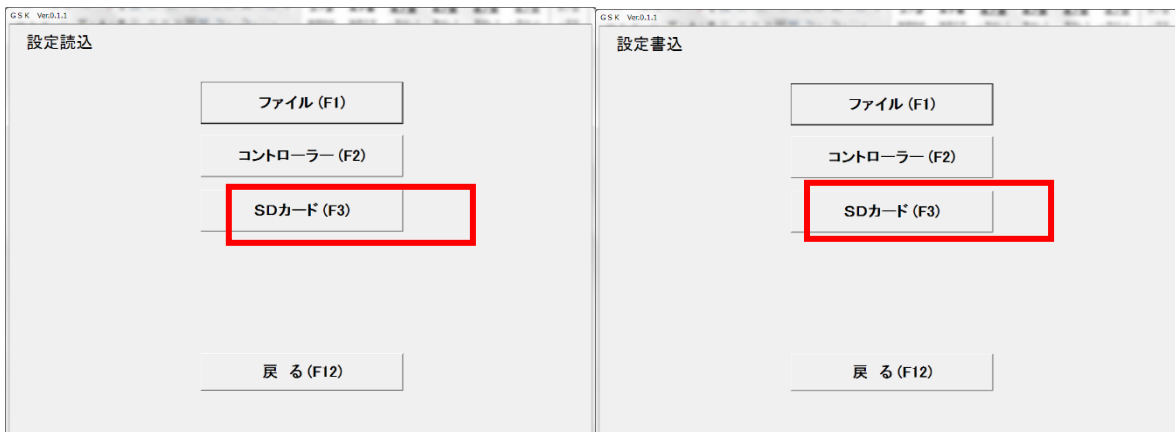 GSK Ver.0.1.1
設定読込
ファイル (F1)
コントローラー (F2)
SDカード (F3)
戻 る (F12)
GSK Ver.0.1.1
設定書込
ファイル (F1)
コントローラー (F2)
SDカード (F3)
戻 る (F12)